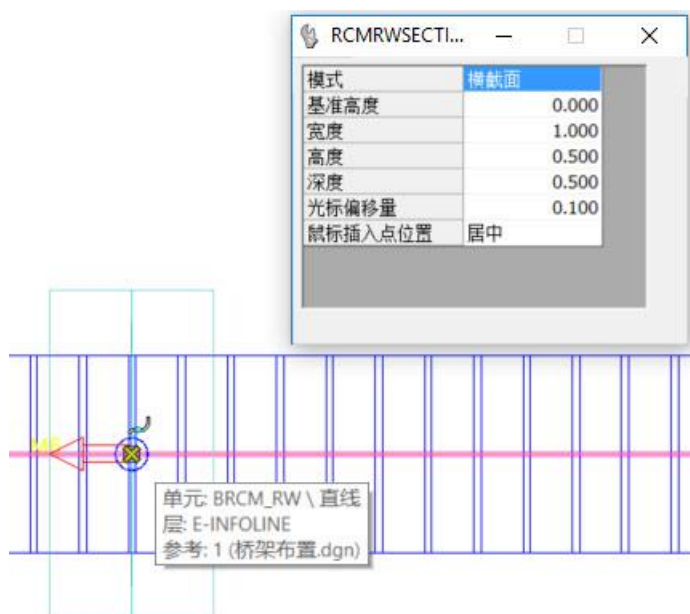 RCMRWSECTI...
模式 横截面
基准高度 0.000
宽度 1.000
高度 0.500
深度 0.500
光标偏移量 0.100
鼠标插入点位置 居中
单元: BRCM_RW \ 直线
层: E-INFOLINE
参考: 1 (桥架布置.dgn)